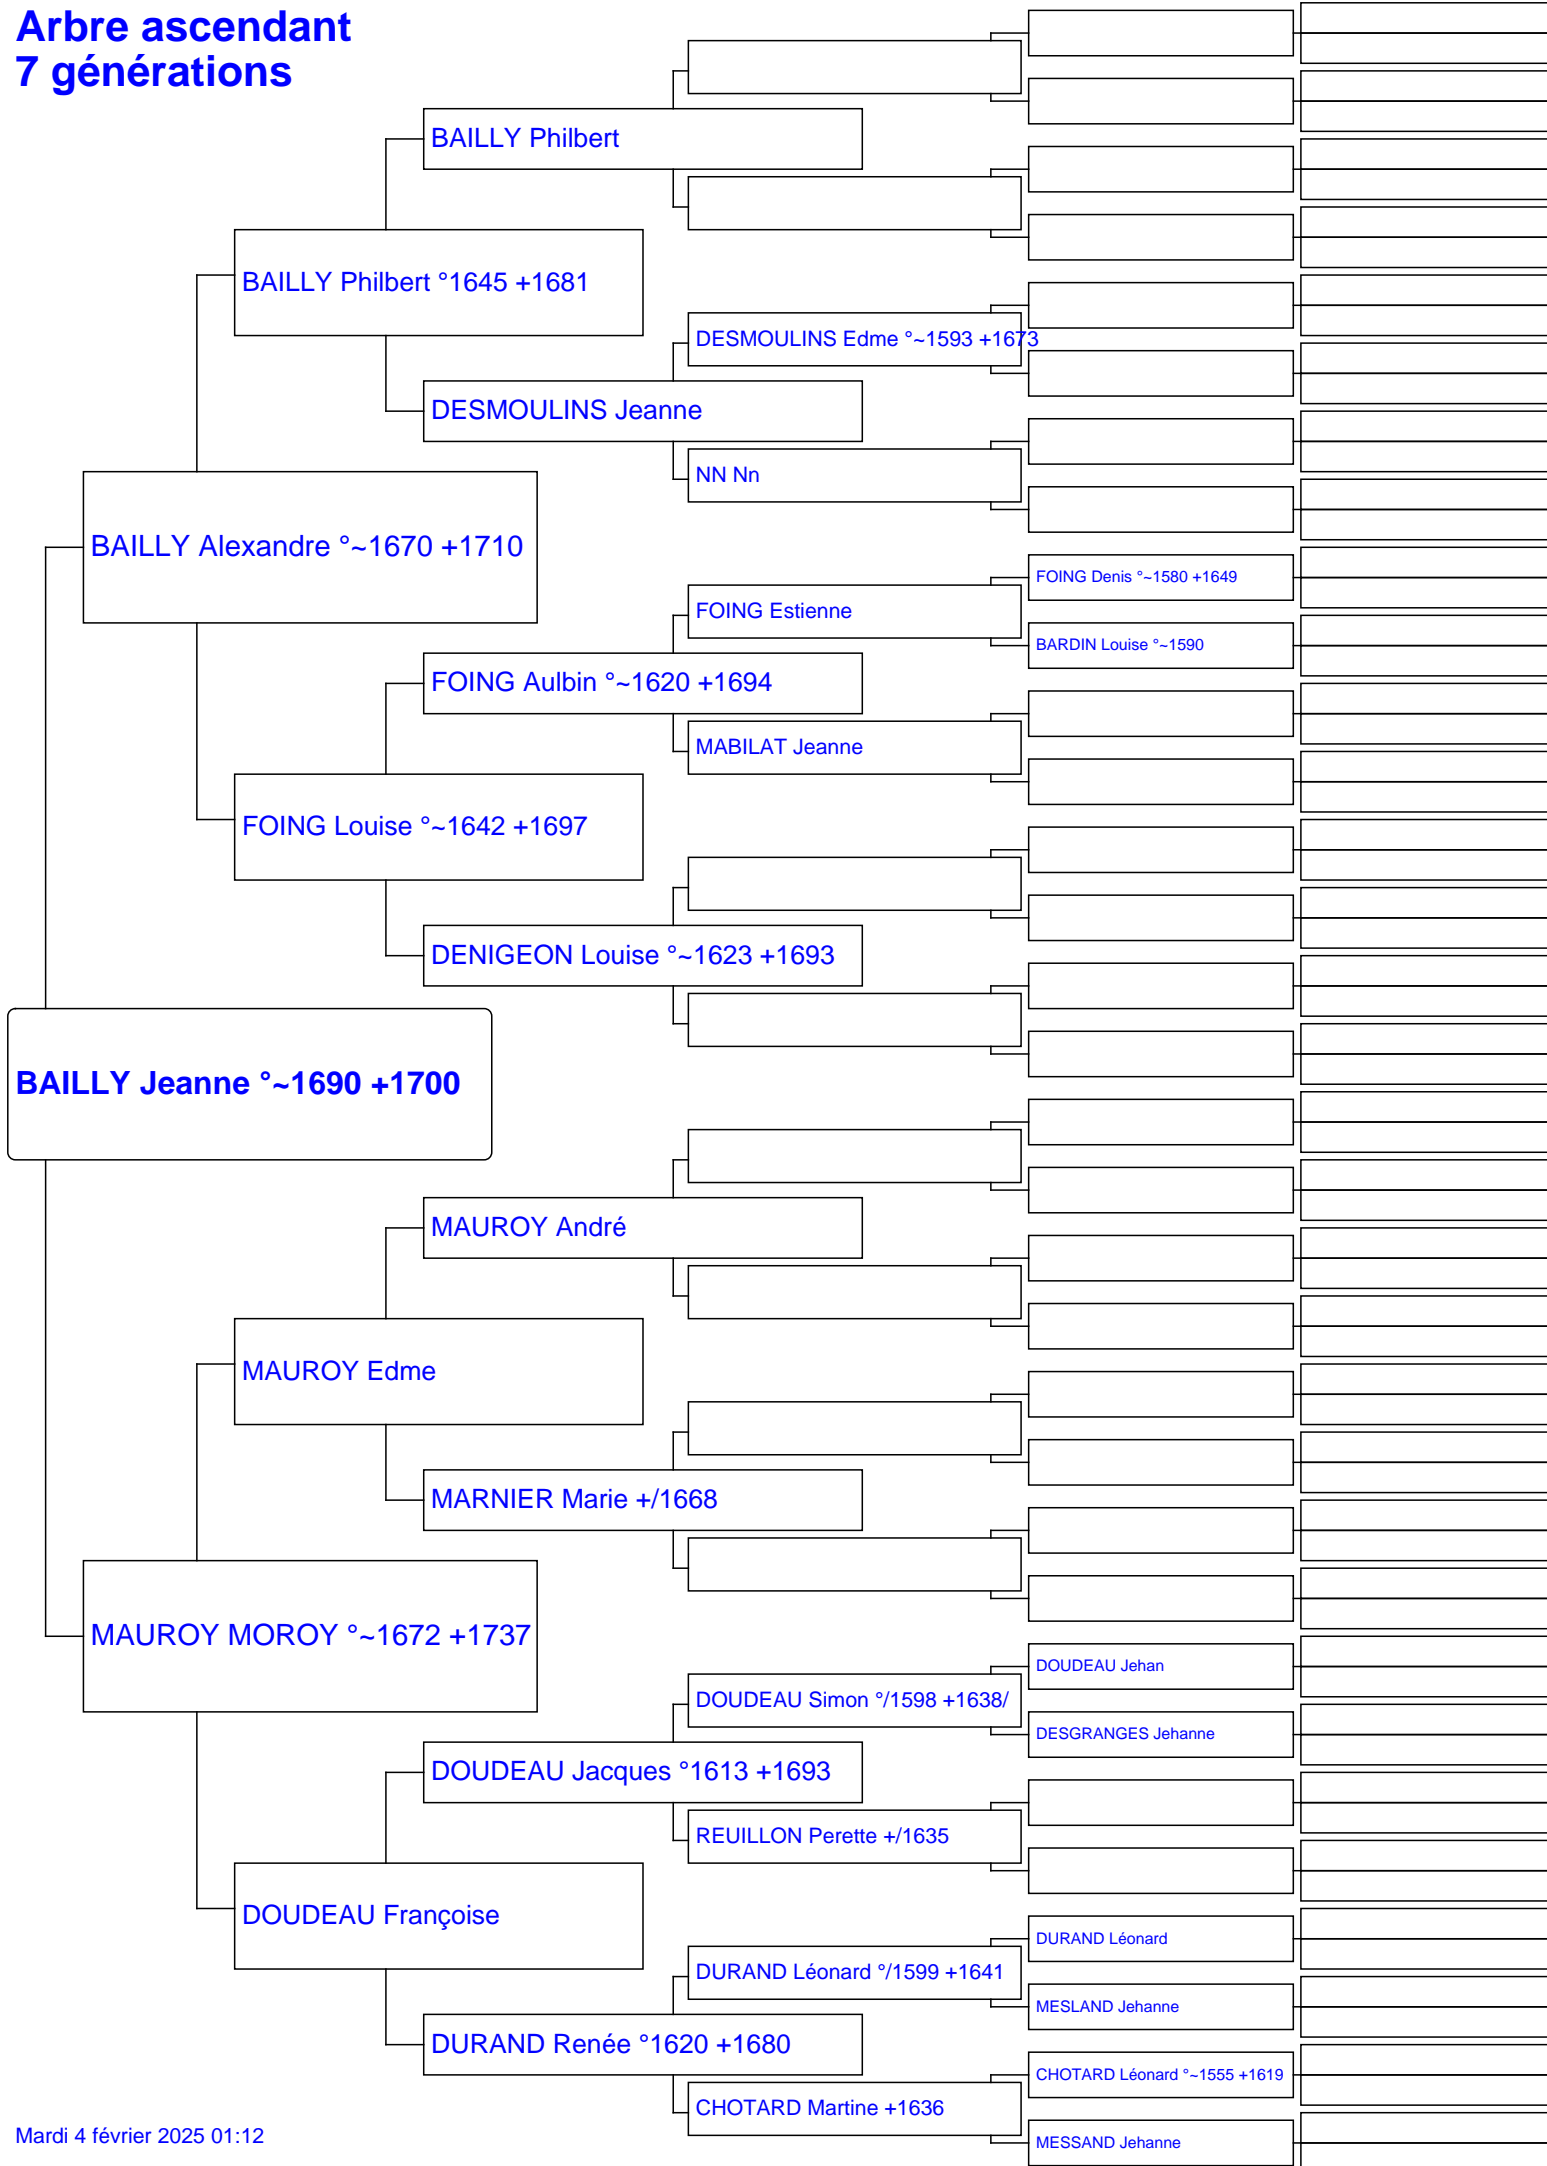 Arbre ascendant
7 générations
BAILLY Philbert
BAILLY Philbert °1645 +1681
DESMOULINS Edme °~1593 +1673
DESMOULINS Jeanne
NN Nn
BAILLY Alexandre °~1670 +1710
FOING Denis °~1580 +1649
FOING Estienne
BARDIN Louise °~1590
FOING Aulbin °~1620 +1694
MABILAT Jeanne
FOING Louise °~1642 +1697
DENIGEON Louise °~1623 +1693
BAILLY Jeanne °~1690 +1700
MAUROY André
MAUROY Edme
MARNIER Marie +/1668
MAUROY MOROY °~1672 +1737
DOUDEAU Jehan
DOUDEAU Simon °/1598 +1638/
DESGRANGES Jehanne
DOUDEAU Jacques °1613 +1693
REUILLON Perette +/1635
DOUDEAU Françoise
DURAND Léonard
DURAND Léonard °/1599 +1641
MESLAND Jehanne
DURAND Renée °1620 +1680
CHOTARD Léonard °~1555 +1619
CHOTARD Martine +1636
MESSAND Jehanne
Mardi 4 février 2025 01:12